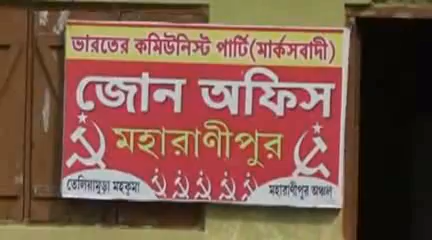 ভারতের কমিউনিস্ট পার্টি(মার্কসবাদী)
জোন অফিস
মহারাণীপুর
তেলিয়ামুড়া মহকুমা মহারাণীপুর অঞ্চল